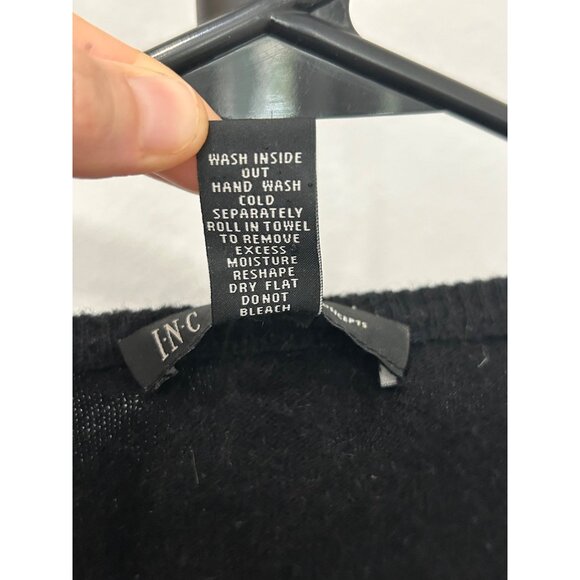 WASH INSIDE
OUT
HAND WASH
COLD
SEPARATELY
ROLL IN TOWEL
TO REMOVE
EXCESS
MOISTURE
RESHAPE
DRY FLAT
DO NOT
BLEACH
I·N·C